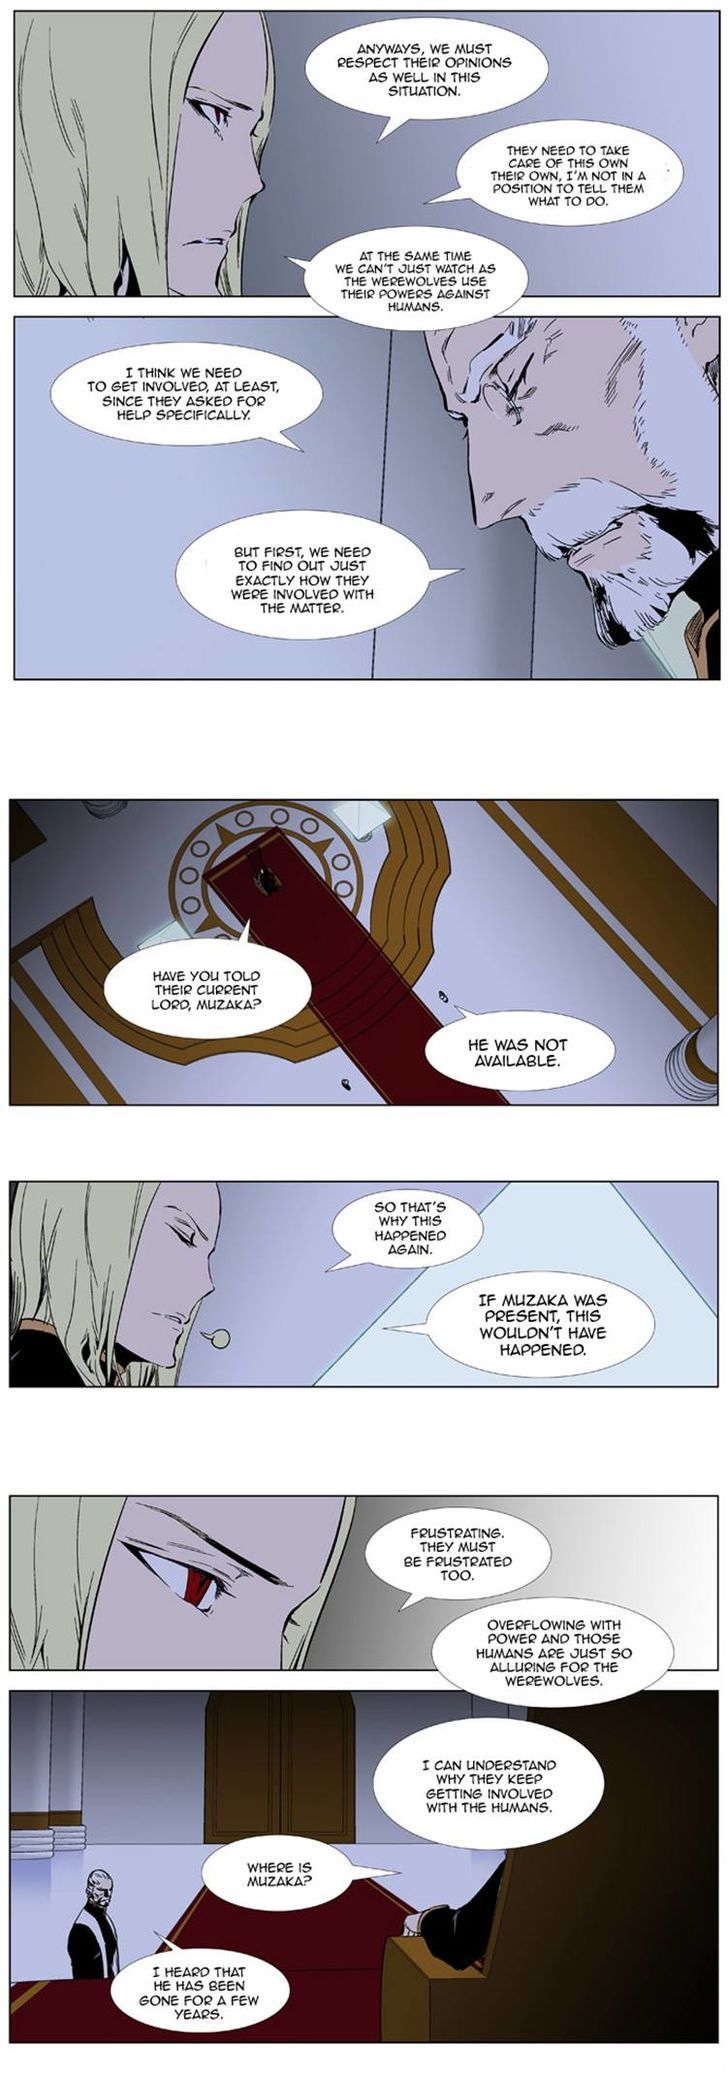 ANYWAYS, WE MUST
RESPECT THEIR OPINIONS
AS WELL IN THIS
SITUATION.
THEY NEED TO TAKE
CARE OF THIS OWN
THEIR OWN, I'M NOT IN A
POSITION TO TELL THEM
WHAT TO DO.
AT THE SAME TIME
WE CAN'T JUST WATCH AS
THE WEREWOLVES USE
THEIR POWERS AGAINST
HUMANS.
I THINK WE NEED
TO GET INVOLVED, AT LEAST,
SINCE THEY ASKED FOR
HELP SPECIFICALLY.
BUT FIRST, WE NEED
TO FIND OUT JUST
EXACTLY HOW THEY
WERE INVOLVED WITH
THE MATTER.
HAVE YOU TOLD
THEIR CURRENT
LORD, MUZAKA?
HE WAS NOT
AVAILABLE.
SO THAT'S
WHY THIS
HAPPENED
AGAIN.
IF MUZAKA WAS
PRESENT, THIS
WOULDN'T HAVE
HAPPENED.
FRUSTRATING.
THEY MUST
BE FRUSTRATED
TOO.
OVERFLOWING WITH
POWER AND THOSE
HUMANS ARE JUST SO
ALLURING FOR THE
WEREWOLVES.
I CAN UNDERSTAND
WHY THEY KEEP
GETTING INVOLVED
WITH THE HUMANS.
WHERE IS
MUZAKA?
I HEARD THAT
HE HAS BEEN
GONE FOR A FEW
YEARS.